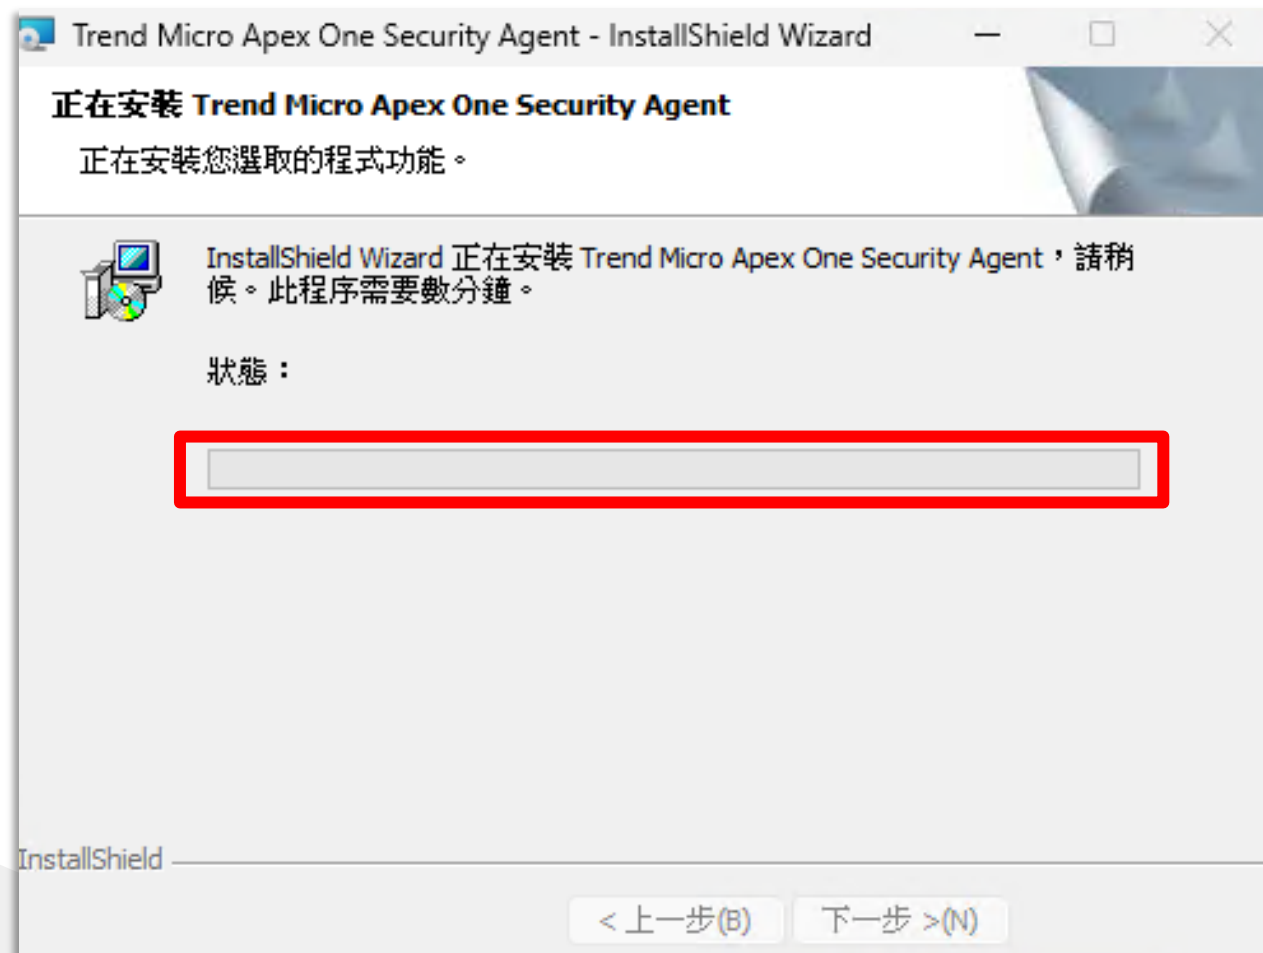 Trend Micro Apex One Security Agent - InstallShield Wizard
正在安裝 Trend Micro Apex One Security Agent
正在安裝您選取的程式功能。
InstallShield Wizard 正在安裝 Trend Micro Apex One Security Agent，請稍
候。此程序需要數分鐘。
狀態：
InstallShield
< 上一步(B) 下一步 >(N)